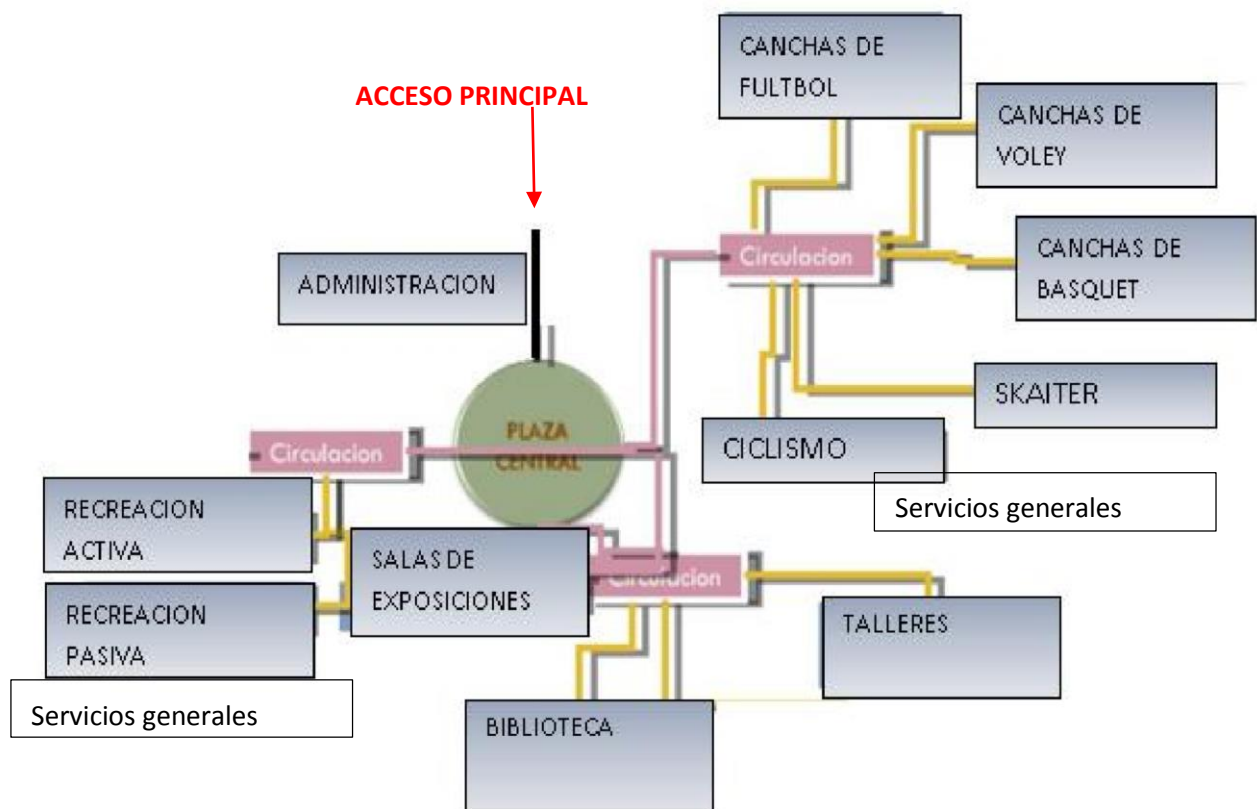 CANCHAS DE
FULTBOL
ACCESO PRINCIPAL
CANCHAS DE
VOLEY
CANCHAS DE
BASQUET
Circulacion
ADMINISTRACION
SKAITER
PLAZA
CENTRAL
CICLISMO
Circulacion
Servicios generales
RECREACION
ACTIVA
SALAS DE
EXPOSICIONES
Circulacion
RECREACION
PASIVA
TALLERES
Servicios generales
BIBLIOTECA